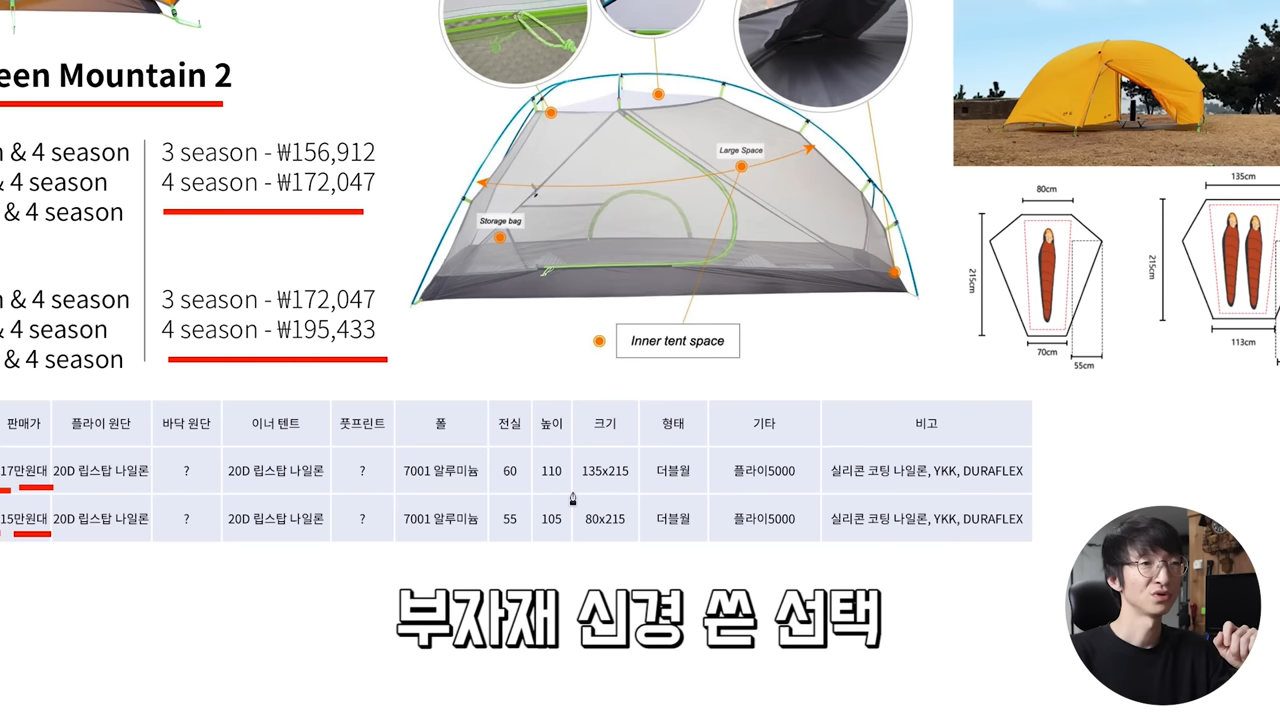 een Mountain 2
n & 4 season
& 4 season
& 4 season
3 season - ₩156,912
4 season - ₩172,047
n & 4 season
& 4 season
& 4 season
3 season - ₩172,047
4 season - ₩195,433
Large Space
Storage bag
Inner tent space
80cm
215cm
70cm
55cm
135cm
215cm
113cm
판매가 플라이 원단 바닥 원단 이너 텐트 풋프린트 폴 전실 높이 크기 형태 기타 비고
17만원대 20D 립스탑 나일론 ? 20D 립스탑 나일론 ? 7001 알루미늄 60 110 135x215 더블월 플라이5000 실리콘 코팅 나일론, YKK, DURAFLEX
15만원대 20D 립스탑 나일론 ? 20D 립스탑 나일론 ? 7001 알루미늄 55 105 80x215 더블월 플라이5000 실리콘 코팅 나일론, YKK, DURAFLEX
부자재 신경 쓴 선택